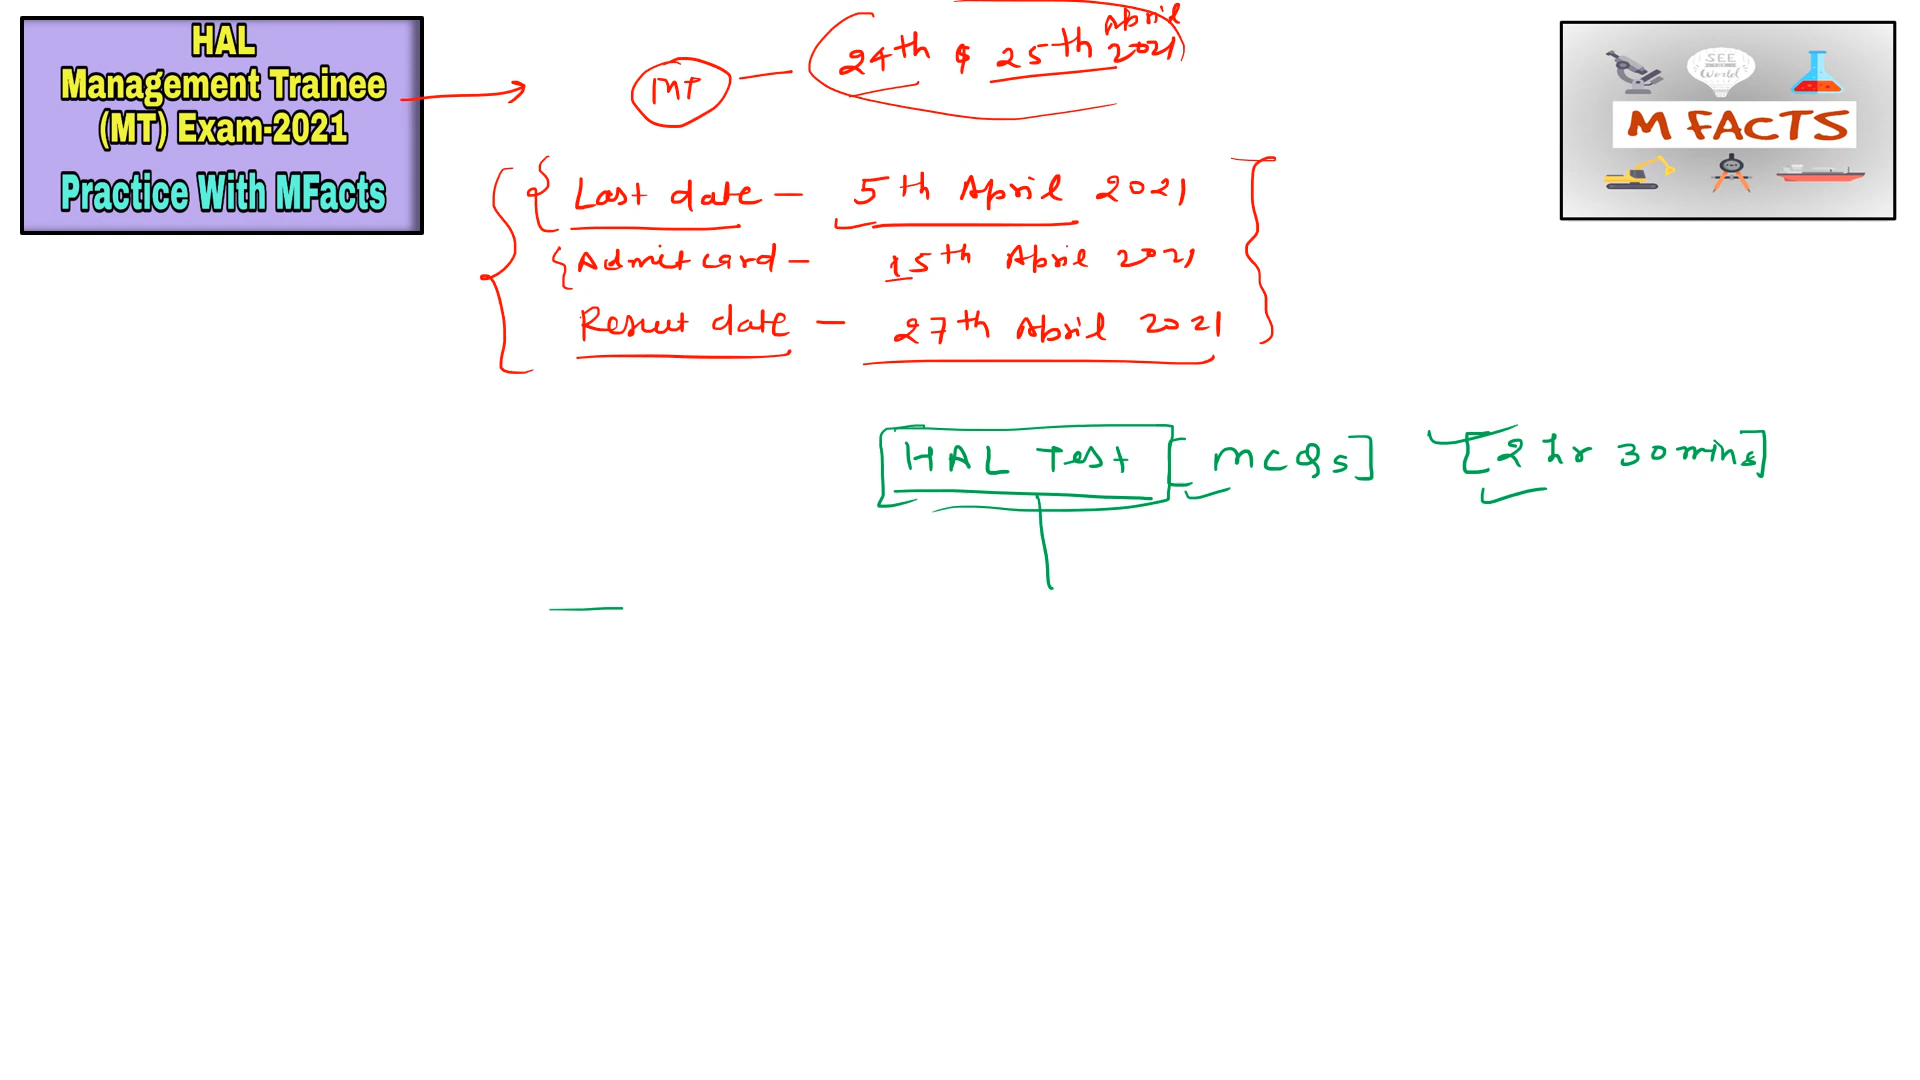 HAL
Management Trainee
(MT) Exam-2021
Practice With MFacts
MT — 24th & 25th April 2021
SEE
World
M FACTS
Last date — 5th April 2021
Admit card — 15th April 2021
Result date — 27th April 2021
HAL Test [MCQs] [2 hr 30 mins]